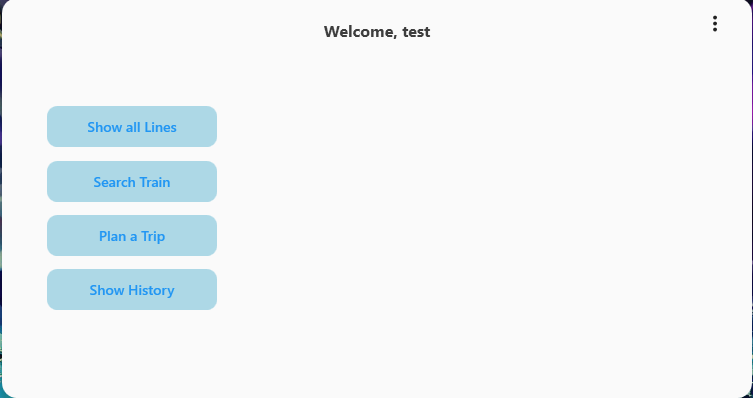 Welcome, test
Show all Lines
Search Train
Plan a Trip
Show History